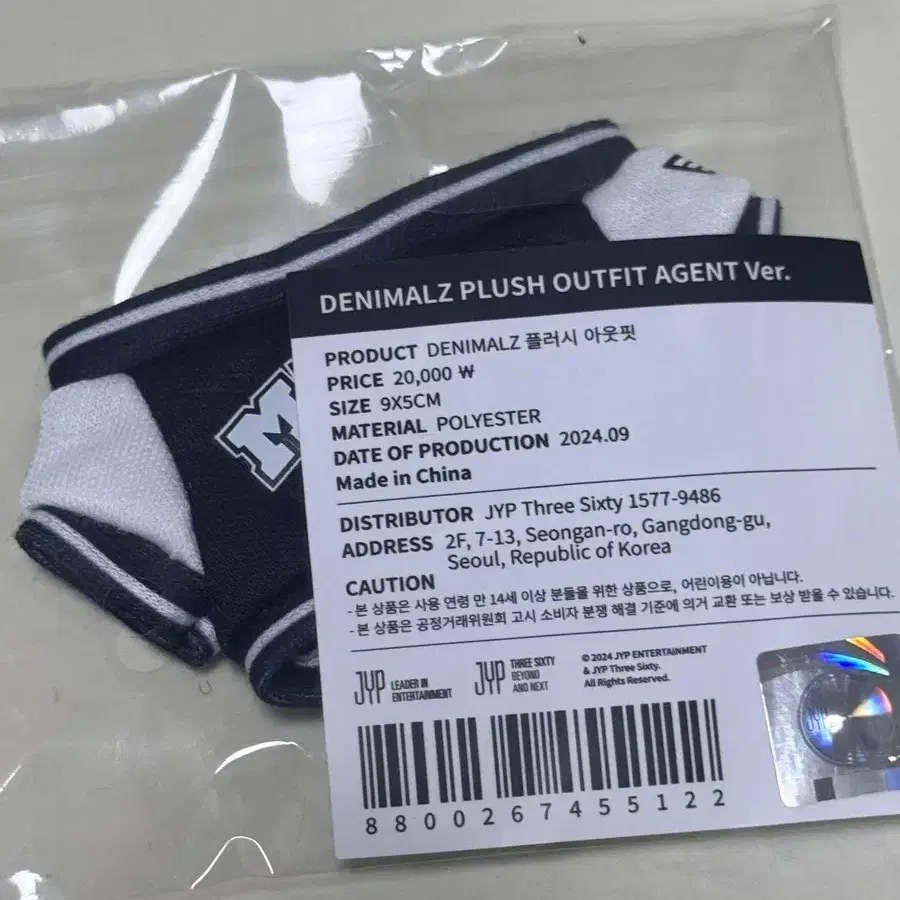 DENIMALZ PLUSH OUTFIT AGENT Ver.
PRODUCT DENIMALZ 플러시 아웃핏
PRICE 20,000 ₩
SIZE 9X5CM
MATERIAL POLYESTER
DATE OF PRODUCTION 2024.09
Made in China
DISTRIBUTOR JYP Three Sixty 1577-9486
ADDRESS 2F, 7-13, Seongan-ro, Gangdong-gu,
Seoul, Republic of Korea
CAUTION
- 본 상품은 사용 연령 만 14세 이상 분들을 위한 상품으로, 어린이용이 아닙니다.
- 본 상품은 공정거래위원회 고시 소비자 분쟁 해결 기준에 의거 교환 또는 보상 받을 수 있습니다.
JYP LEADER IN
ENTERTAINMENT
JYP THREE SIXTY
BEYOND
AND NEXT
© 2024 JYP ENTERTAINMENT
& JYP Three Sixty.
All Rights Reserved.
JYP
8800267455122
M